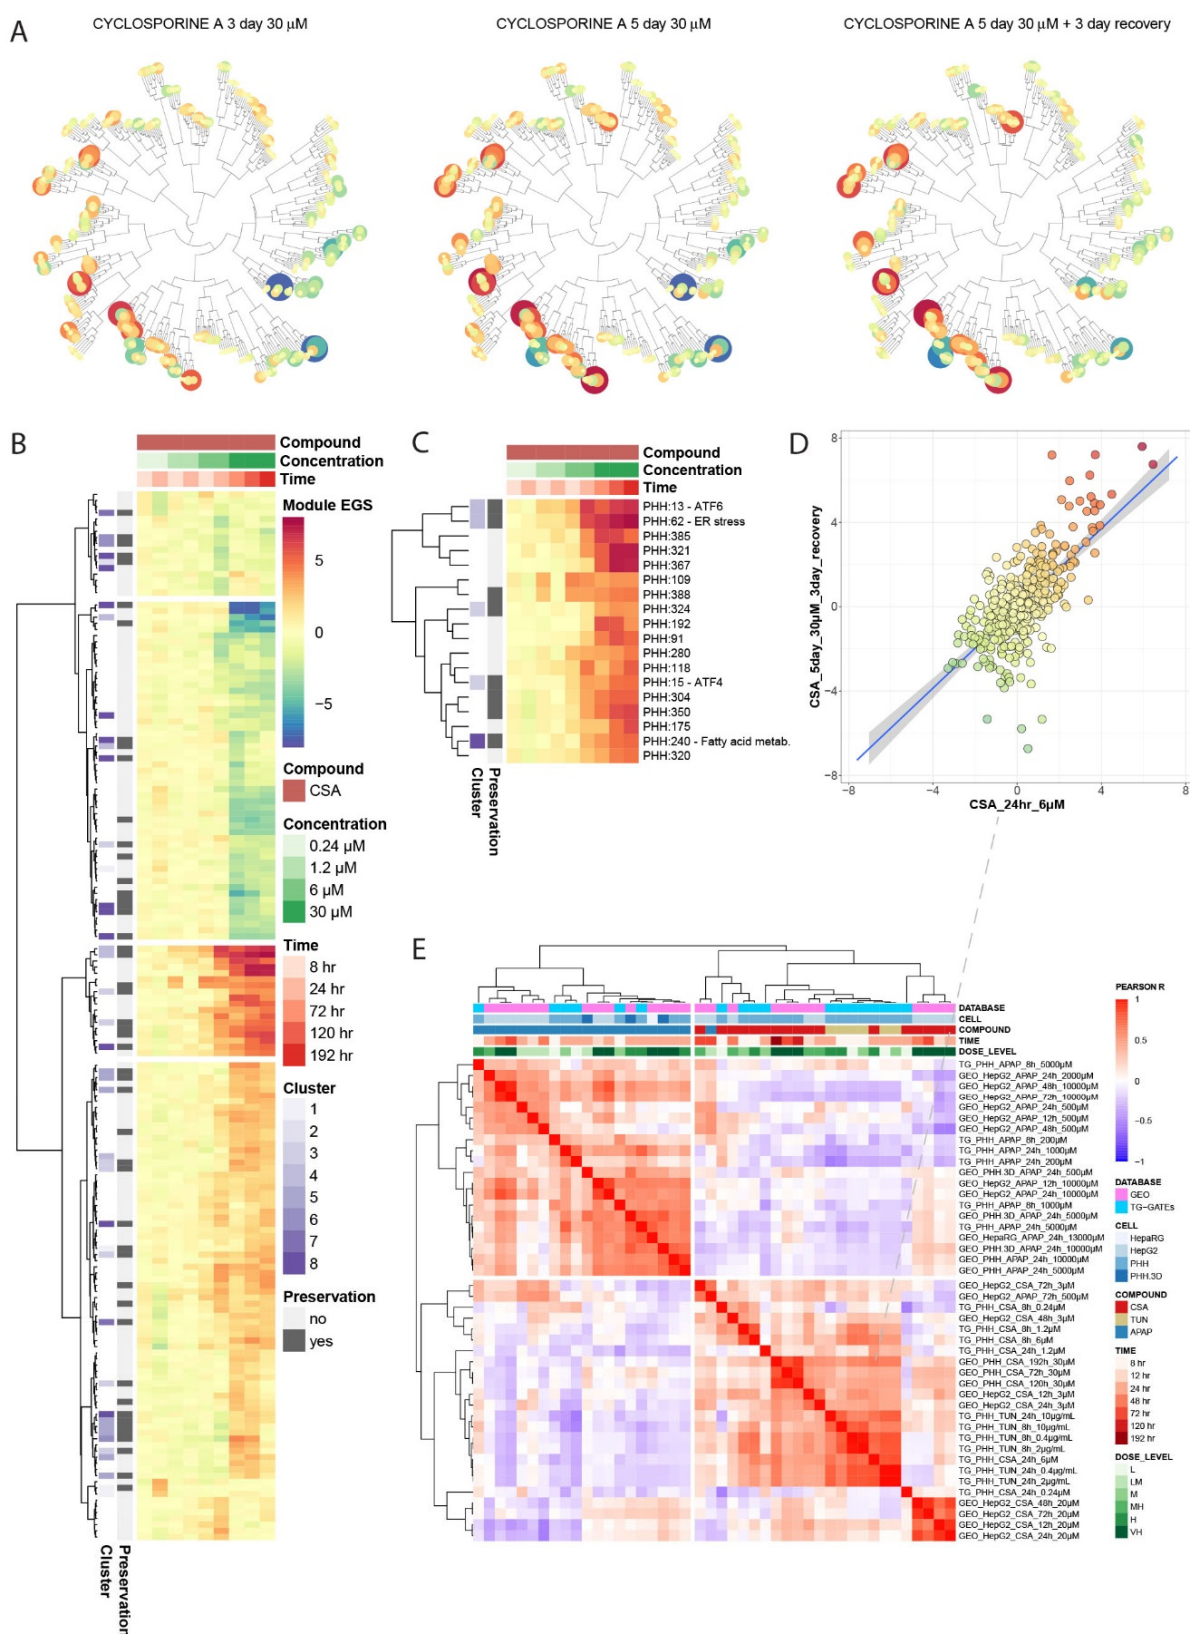 A
CYCLOSPORINE A 3 day 30 µM
CYCLOSPORINE A 5 day 30 µM
CYCLOSPORINE A 5 day 30 µM + 3 day recovery
B
Compound
Concentration
Time
Module EGS
5
0
−5
Compound
CSA
Concentration
0.24 µM
1.2 µM
6 µM
30 µM
Time
8 hr
24 hr
72 hr
120 hr
192 hr
Cluster
1
2
3
4
5
6
7
8
Preservation
no
yes
Cluster
Preservation
C
Compound
Concentration
Time
PHH:13 - ATF6
PHH:62 - ER stress
PHH:385
PHH:321
PHH:367
PHH:109
PHH:388
PHH:324
PHH:192
PHH:91
PHH:280
PHH:118
PHH:15 - ATF4
PHH:304
PHH:350
PHH:175
PHH:240 - Fatty acid metab.
PHH:320
Cluster
Preservation
D
CSA_5day_30µM_3day_recovery
8
4
0
−4
−8
−8
−4
0
4
8
CSA_24hr_6µM
E
DATABASE
CELL
COMPOUND
TIME
DOSE_LEVEL
TG_PHH_APAP_8h_5000µM
GEO_HepG2_APAP_24h_2000µM
GEO_HepG2_APAP_48h_10000µM
GEO_HepG2_APAP_72h_10000µM
GEO_HepG2_APAP_24h_500µM
GEO_HepG2_APAP_12h_500µM
GEO_HepG2_APAP_48h_500µM
TG_PHH_APAP_8h_200µM
TG_PHH_APAP_24h_1000µM
TG_PHH_APAP_24h_200µM
GEO_PHH.3D_APAP_24h_500µM
GEO_HepG2_APAP_12h_10000µM
GEO_HepG2_APAP_24h_10000µM
TG_PHH_APAP_8h_1000µM
GEO_PHH.3D_APAP_24h_5000µM
TG_PHH_APAP_24h_5000µM
GEO_HepaRG_APAP_24h_13000µM
GEO_PHH.3D_APAP_24h_10000µM
GEO_PHH_APAP_24h_10000µM
GEO_PHH_APAP_24h_5000µM
GEO_HepG2_CSA_72h_3µM
GEO_HepG2_APAP_72h_500µM
TG_PHH_CSA_8h_0.24µM
GEO_HepG2_CSA_48h_3µM
TG_PHH_CSA_8h_1.2µM
TG_PHH_CSA_8h_6µM
TG_PHH_CSA_24h_1.2µM
GEO_PHH_CSA_192h_30µM
GEO_PHH_CSA_72h_30µM
GEO_PHH_CSA_120h_30µM
GEO_HepG2_CSA_12h_3µM
GEO_HepG2_CSA_24h_3µM
TG_PHH_TUN_24h_10µg/mL
TG_PHH_TUN_8h_10µg/mL
TG_PHH_TUN_8h_0.4µg/mL
TG_PHH_TUN_8h_2µg/mL
TG_PHH_CSA_24h_6µM
TG_PHH_TUN_24h_0.4µg/mL
TG_PHH_TUN_24h_2µg/mL
TG_PHH_CSA_24h_0.24µM
GEO_HepG2_CSA_48h_20µM
GEO_HepG2_CSA_72h_20µM
GEO_HepG2_CSA_12h_20µM
GEO_HepG2_CSA_24h_20µM
PEARSON R
1
0.5
0
−0.5
−1
DATABASE
GEO
TG−GATEs
CELL
HepaRG
HepG2
PHH
PHH.3D
COMPOUND
CSA
TUN
APAP
TIME
8 hr
12 hr
24 hr
48 hr
72 hr
120 hr
192 hr
DOSE_LEVEL
L
LM
M
MH
H
VH